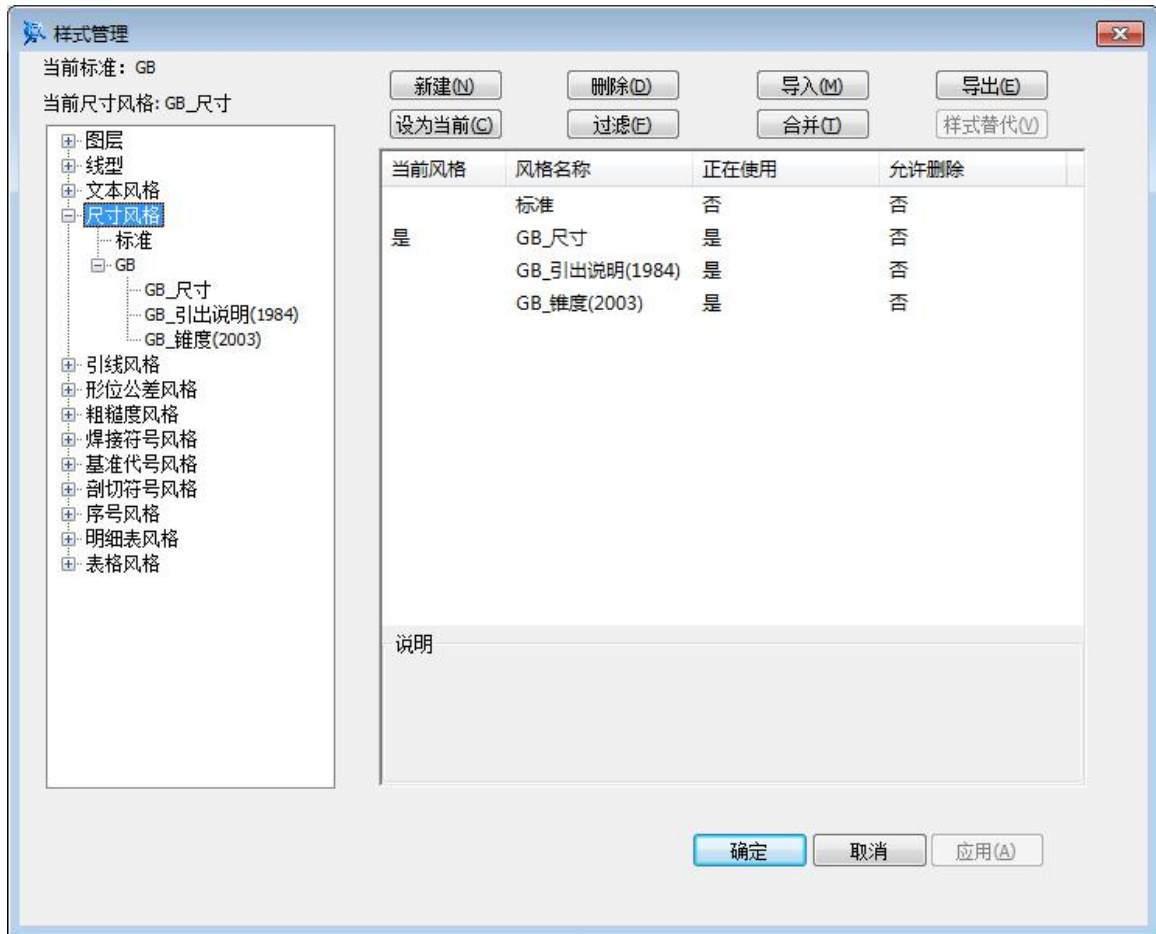 样式管理
当前标准：GB
当前尺寸风格：GB_尺寸
新建(N) 删除(D) 导入(M) 导出(E)
设为当前(C) 过滤(F) 合并(T) 样式替代(V)
图层
线型
文本风格
尺寸风格
标准
GB
GB_尺寸
GB_引出说明(1984)
GB_锥度(2003)
引线风格
形位公差风格
粗糙度风格
焊接符号风格
基准代号风格
剖切符号风格
序号风格
明细表风格
表格风格
当前风格 风格名称 正在使用 允许删除
标准 否 否
是 GB_尺寸 是 否
GB_引出说明(1984) 是 否
GB_锥度(2003) 是 否
说明
确定 取消 应用(A)